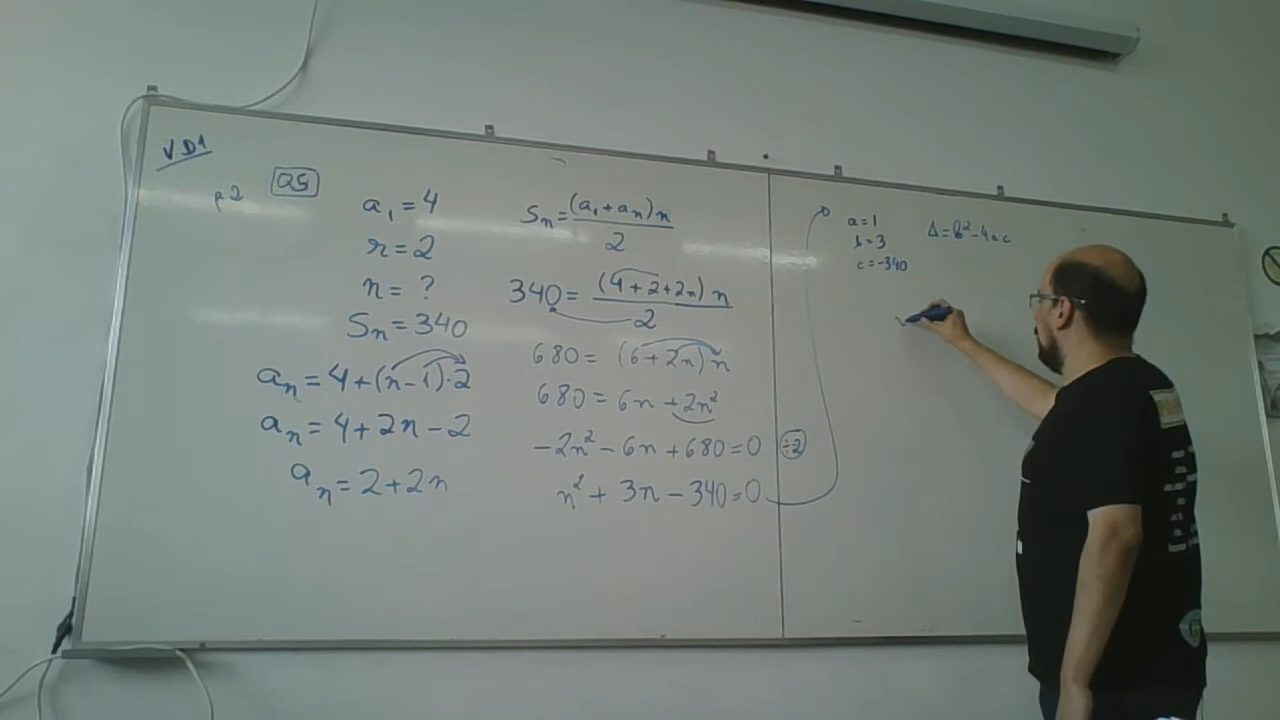 VD1
p2 Q5
a₁ = 4
r = 2
n = ?
Sₙ = 340
aₙ = 4 + (n - 1)·2
aₙ = 4 + 2n - 2
aₙ = 2 + 2n
Sₙ = (a₁ + aₙ)n / 2
340 = (4 + 2 + 2n) n / 2
680 = (6 + 2n) n
680 = 6n + 2n²
-2n² - 6n + 680 = 0 ÷-2
n² + 3n - 340 = 0
a = 1
b = 3
c = -340
Δ = b² - 4ac